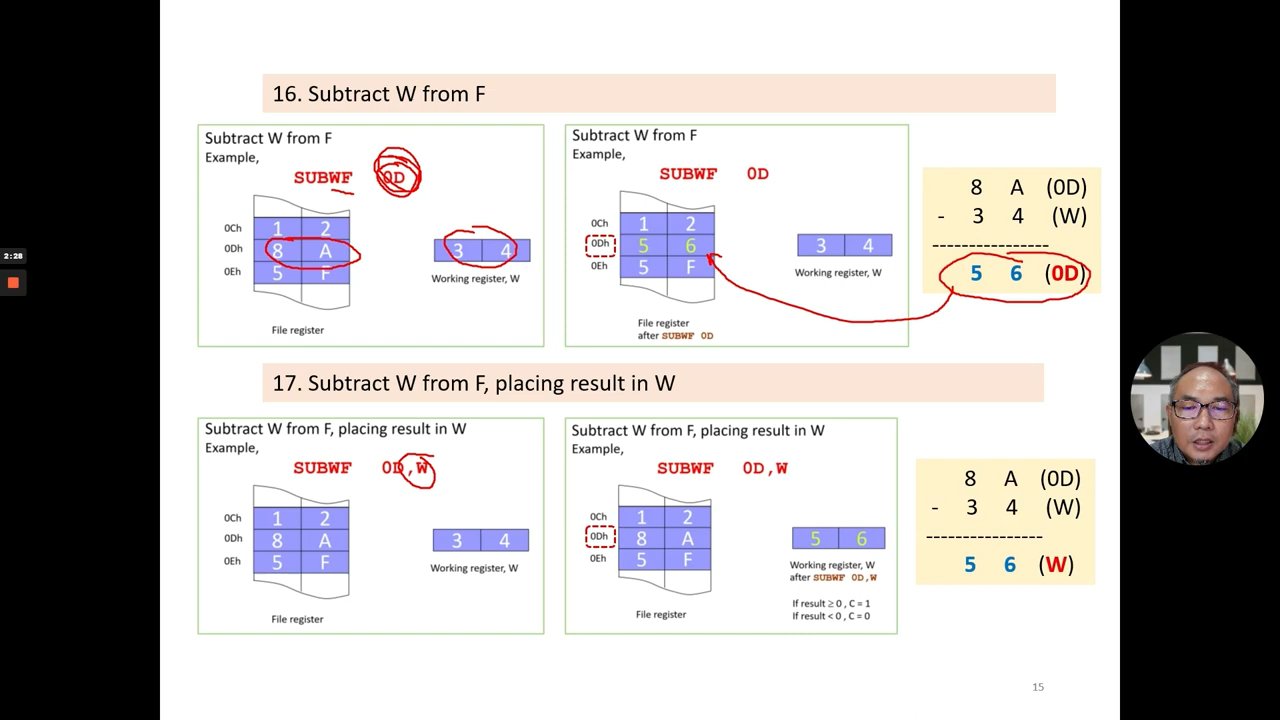 2:28
16. Subtract W from F
Subtract W from F
Example,
SUBWF 0D
0Ch 1 2
0Dh 8 A
0Eh 5 F
3 4
Working register, W
File register
Subtract W from F
Example,
SUBWF 0D
0Ch 1 2
0Dh 5 6
0Eh 5 F
3 4
Working register, W
File register
after SUBWF 0D
8 A (0D)
- 3 4 (W)
-----------------
5 6 (0D)
17. Subtract W from F, placing result in W
Subtract W from F, placing result in W
Example,
SUBWF 0D,W
0Ch 1 2
0Dh 8 A
0Eh 5 F
3 4
Working register, W
File register
Subtract W from F, placing result in W
Example,
SUBWF 0D,W
0Ch 1 2
0Dh 8 A
0Eh 5 F
5 6
Working register, W
after SUBWF 0D,W
If result ≥ 0 , C = 1
If result < 0 , C = 0
File register
8 A (0D)
- 3 4 (W)
-----------------
5 6 (W)
15